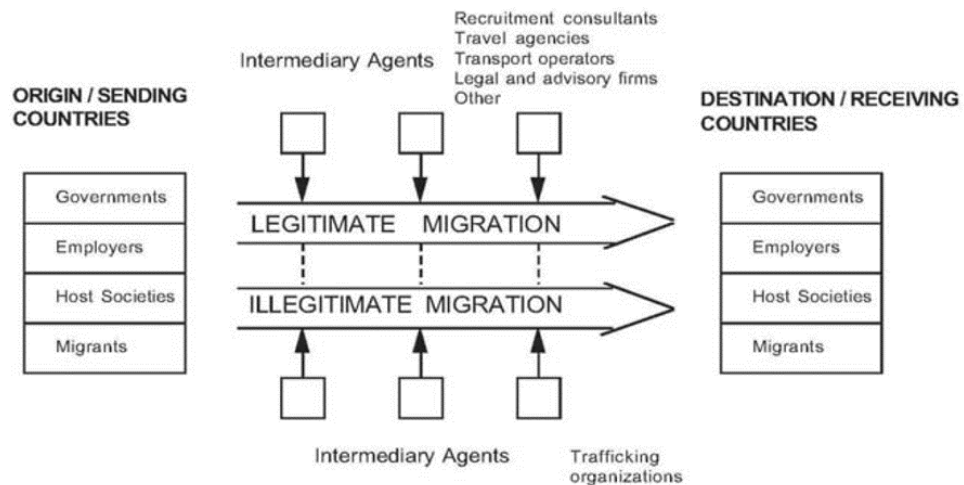 Recruitment consultants
Travel agencies
Intermediary Agents
Transport operators
Legal and advisory firms
Other
ORIGIN / SENDING
COUNTRIES
DESTINATION / RECEIVING
COUNTRIES
Governments
Employers
Host Societies
Migrants
LEGITIMATE MIGRATION
ILLEGITIMATE MIGRATION
Governments
Employers
Host Societies
Migrants
Intermediary Agents
Trafficking
organizations